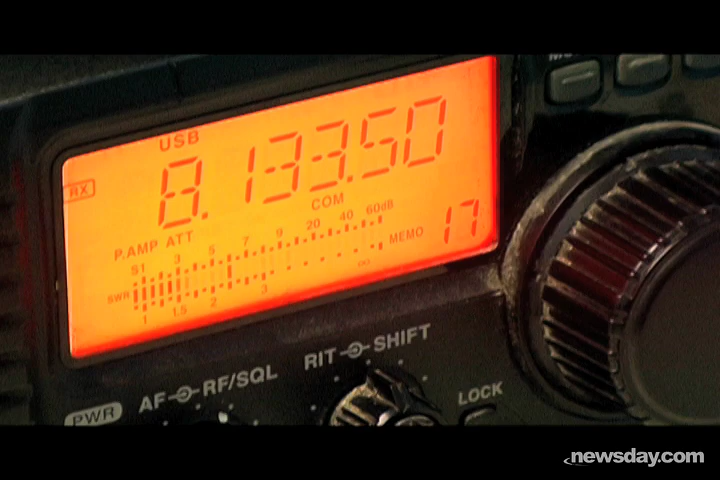 USB
RX
8.133.50
COM
P.AMP ATT
S1 3 5 7 9 20 40 60dB
MEMO 17
SWR
1 1.5 2 3 ∞
RIT SHIFT
AF RF/SQL
LOCK
PWR
newsday.com